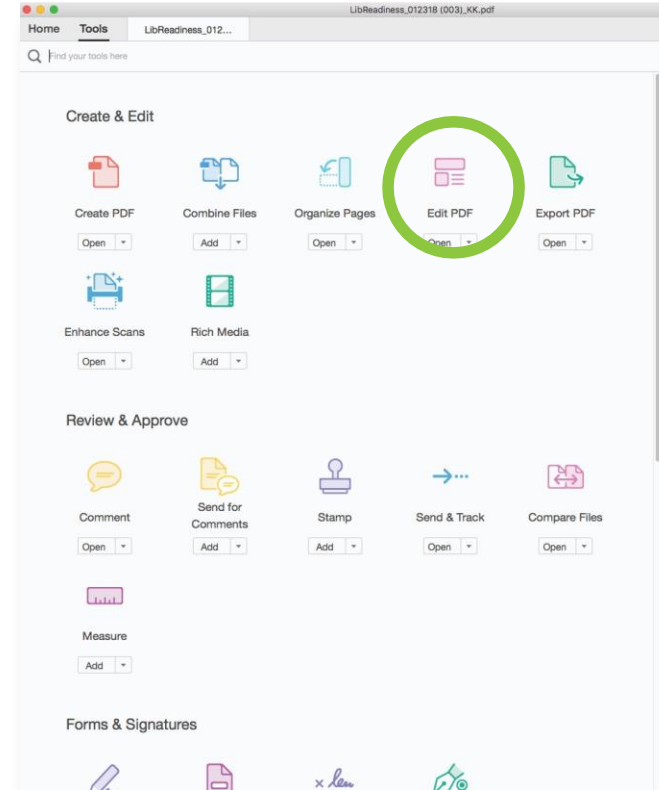 LibReadiness_012318 (003)_KK.pdf
Home Tools LibReadiness_012...
Find your tools here
Create & Edit
Create PDF Combine Files Organize Pages Edit PDF Export PDF
Open Add Open Open Open
Enhance Scans Rich Media
Open Add
Review & Approve
Send for
Comment Comments Stamp Send & Track Compare Files
Open Add Add Open Open
Measure
Add
Forms & Signatures